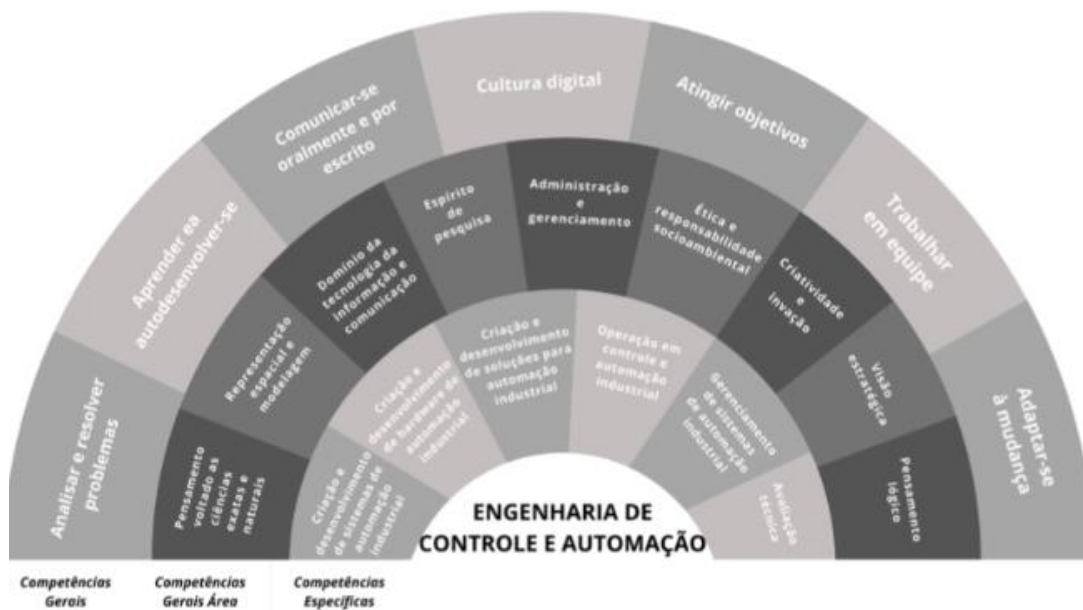 Analisar e resolver
problemas
Aprender ea
autodesenvolver-se
Comunicar-se
oralmente e por
escrito
Cultura digital
Atingir objetivos
Trabalhar
em equipe
Adaptar-se
à mudança
Pensamento
voltado as
ciências
exatas e
naturais
Representação
espacial e
modelagem
Domínio da
tecnologia da
informação e
comunicação
Espírito
de
pesquisa
Administração
e
gerenciamento
Ética e
responsabilidade
socioambiental
Criatividade
e
invação
Visão
estratégica
Pensamento
lógico
Criação e
desenvolvimento
de sistemas de
automação
industrial
Criação e
desenvolvimento
de hardware de
automação
industrial
Criação e
desenvolvimento
de soluções para
automação
industrial
Operação em
controle e
automação
industrial
Gerenciamento
de sistemas
de automação
industrial
Avaliação
técnica
ENGENHARIA DE
CONTROLE E AUTOMAÇÃO
Competências
Gerais
Competências
Gerais Área
Competências
Específicas